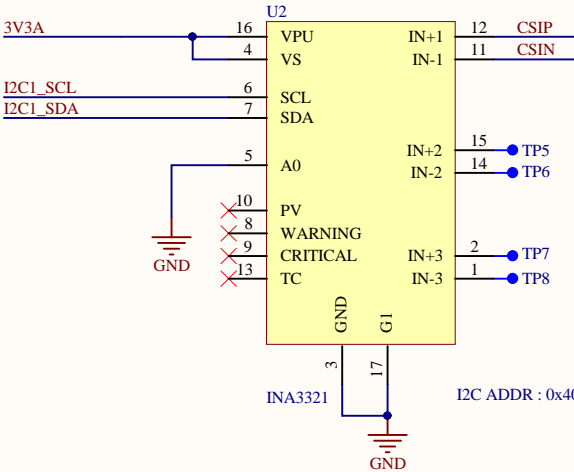 U2
3V3A 16 VPU IN+1 12 CSIP
4 VS IN-1 11 CSIN
I2C1_SCL 6 SCL
I2C1_SDA 7 SDA
IN+2 15 TP5
5 A0 IN-2 14 TP6
10 PV
8 WARNING
9 CRITICAL IN+3 2 TP7
13 TC IN-3 1 TP8
GND
GND G1
3 17
INA3321 I2C ADDR : 0x40
GND